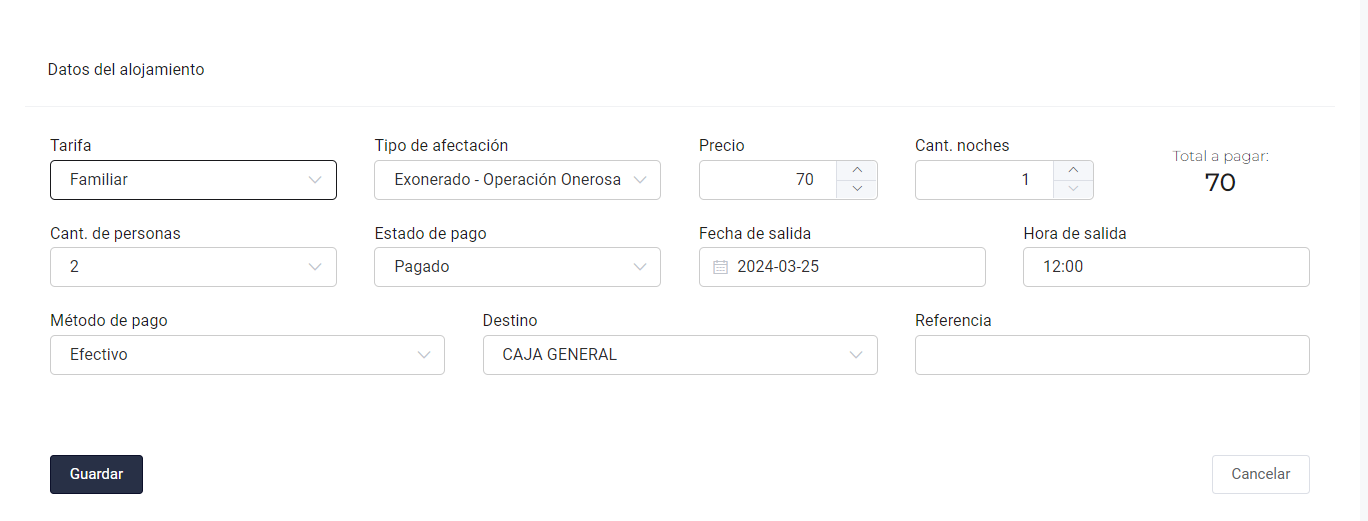 Datos del alojamiento
Tarifa
Tipo de afectación
Precio
Cant. noches
Total a pagar:
Familiar
Exonerado - Operación Onerosa
70
1
70
Cant. de personas
Estado de pago
Fecha de salida
Hora de salida
2
Pagado
2024-03-25
12:00
Método de pago
Destino
Referencia
Efectivo
CAJA GENERAL
Guardar
Cancelar